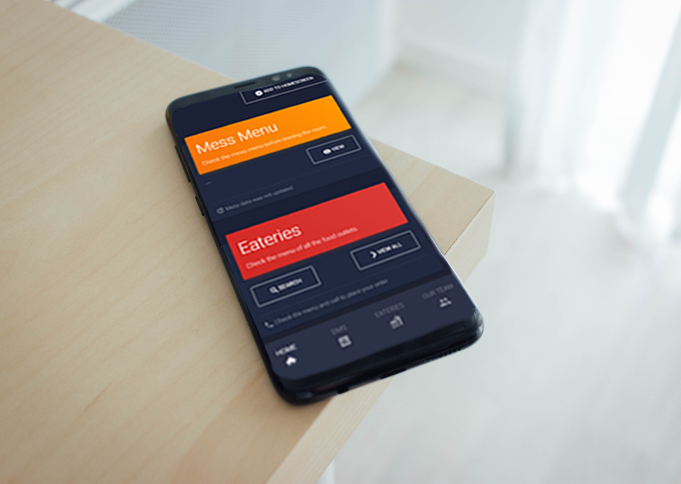 ADD TO HOMESCREEN
Mess Menu
Check the mess menu before leaving the room.
VIEW
Menu data was not updated
Eateries
Check the menu of all the food outlets.
SEARCH
VIEW ALL
Check the menu and call to place your order
HOME
DMS
EATERIES
OUR TEAM